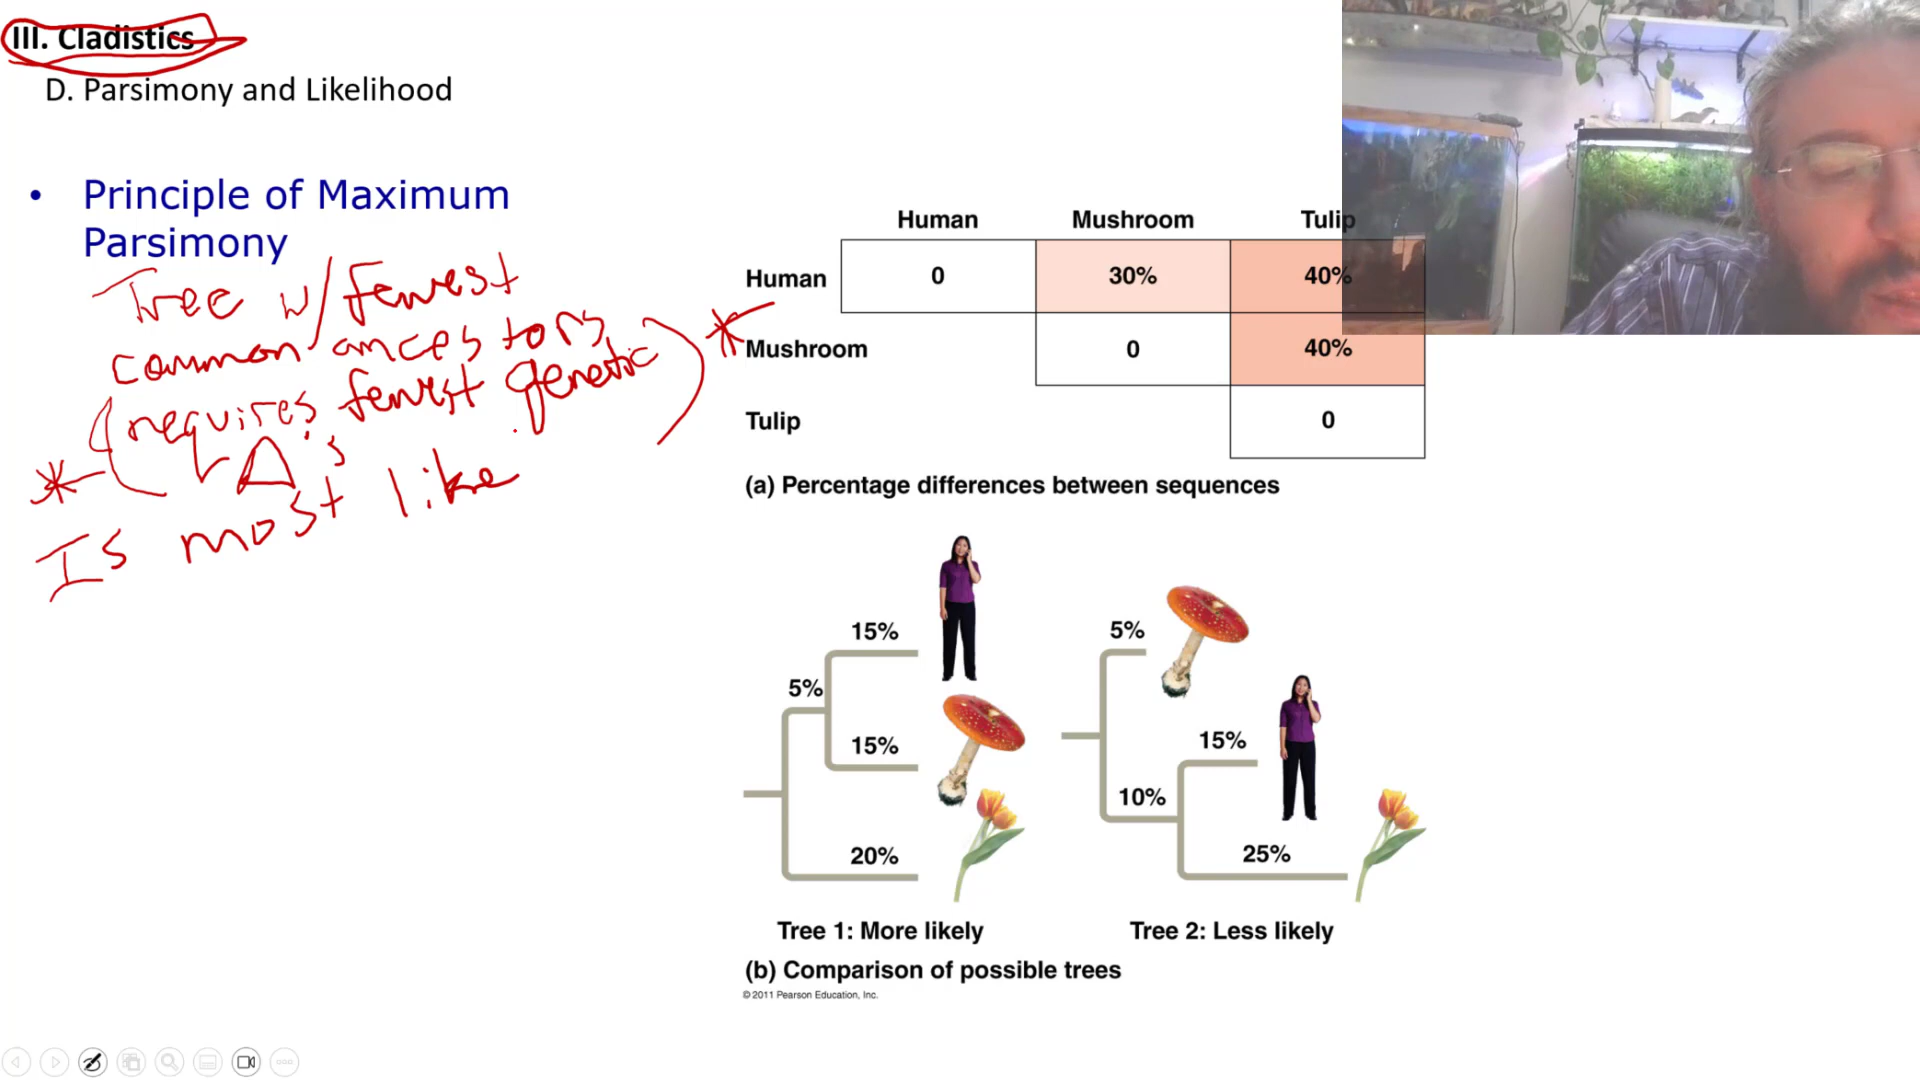 III. Cladistics
D. Parsimony and Likelihood
• Principle of Maximum
Parsimony
Tree w/ fewest
common ancestors
(requires fewest genetic)*
*Δ's
Is most like
Human Mushroom Tulip
Human 0 30% 40%
Mushroom 0 40%
Tulip 0
(a) Percentage differences between sequences
15%
5%
15%
20%
5%
15%
10%
25%
Tree 1: More likely
Tree 2: Less likely
(b) Comparison of possible trees
© 2011 Pearson Education, Inc.